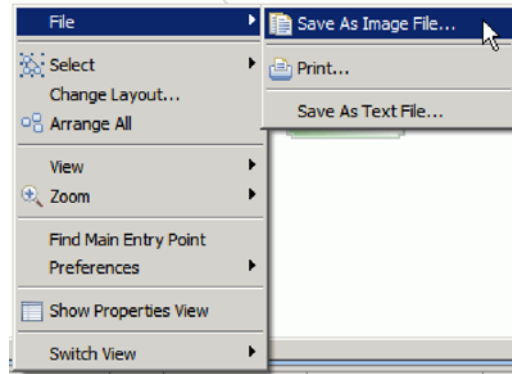 File
Select
Change Layout...
Arrange All
View
Zoom
Find Main Entry Point
Preferences
Show Properties View
Switch View
Save As Image File...
Print...
Save As Text File...